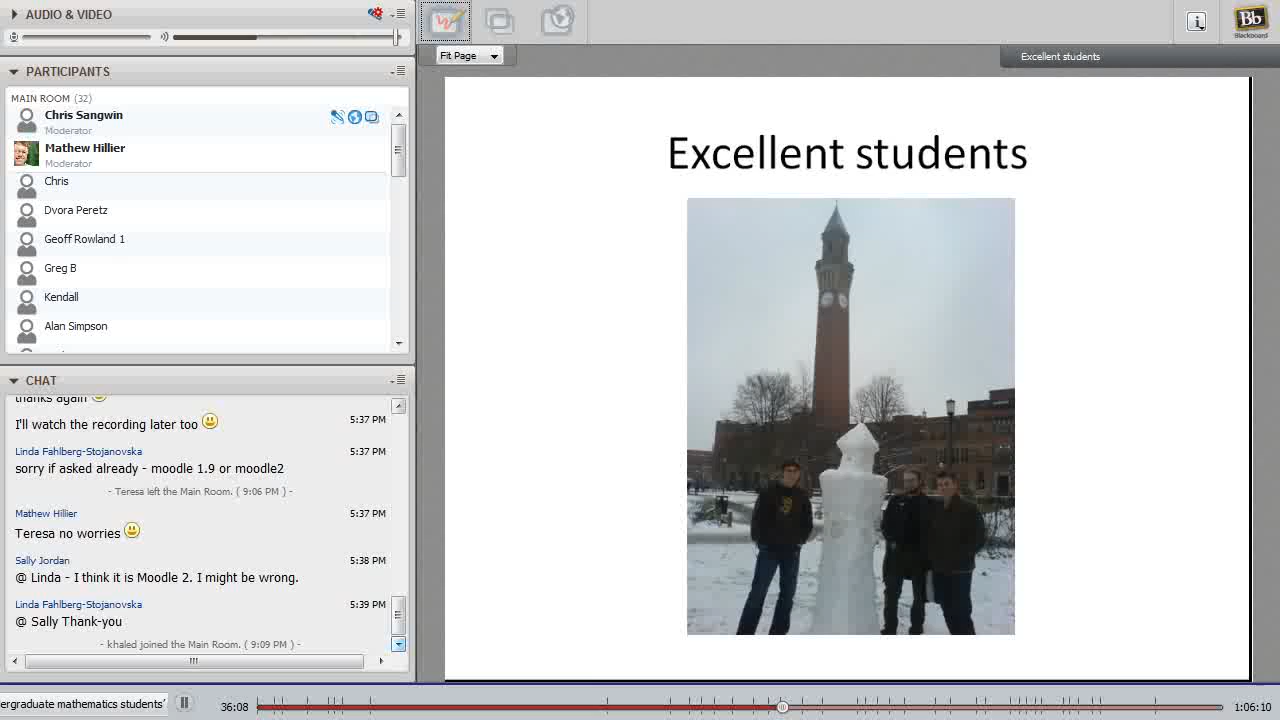 AUDIO & VIDEO
PARTICIPANTS
MAIN ROOM (32)
Chris Sangwin
Moderator
Mathew Hillier
Moderator
Chris
Dvora Peretz
Geoff Rowland 1
Greg B
Kendall
Alan Simpson
CHAT
thanks again
I'll watch the recording later too 5:37 PM
Linda Fahlberg-Stojanovska 5:37 PM
sorry if asked already - moodle 1.9 or moodle2
- Teresa left the Main Room. ( 9:06 PM ) -
Mathew Hillier 5:37 PM
Teresa no worries
Sally Jordan 5:38 PM
@ Linda - I think it is Moodle 2. I might be wrong.
Linda Fahlberg-Stojanovska 5:39 PM
@ Sally Thank-you
- khaled joined the Main Room. ( 9:09 PM ) -
Fit Page
Excellent students
Bb
Blackboard
Excellent students
ergraduate mathematics students"
36:08
1:06:10